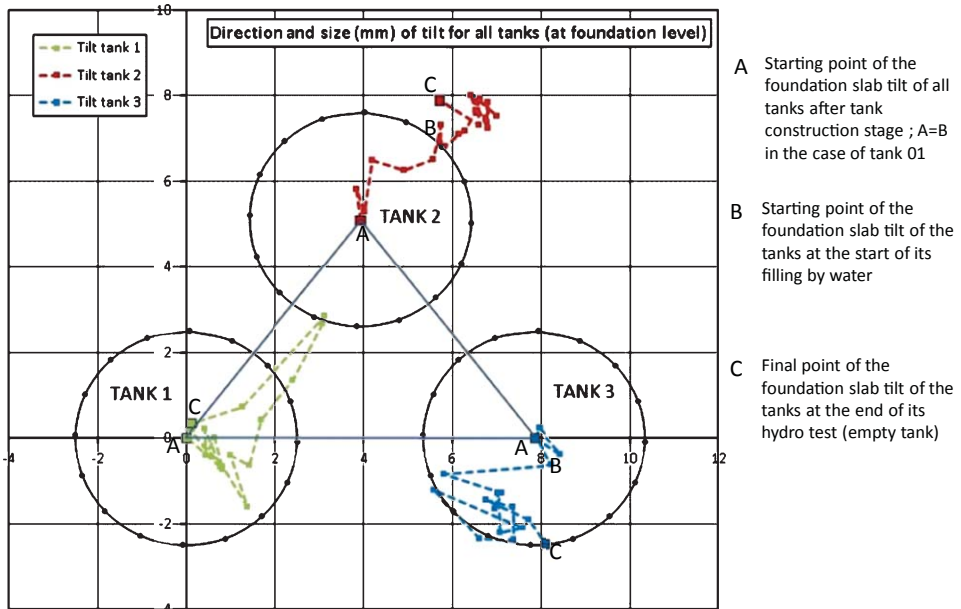 10
Direction and size (mm) of tilt for all tanks (at foundation level)
Tilt tank 1
Tilt tank 2
Tilt tank 3
8
C
B
6
TANK 2
A
4
2
TANK 1
C
TANK 3
A
0
A
B
-4
-2
0
2
4
6
8
10
12
-2
C
-4
A Starting point of the
foundation slab tilt of all
tanks after tank
construction stage ; A=B
in the case of tank 01
B Starting point of the
foundation slab tilt of the
tanks at the start of its
filling by water
C Final point of the
foundation slab tilt of the
tanks at the end of its
hydro test (empty tank)